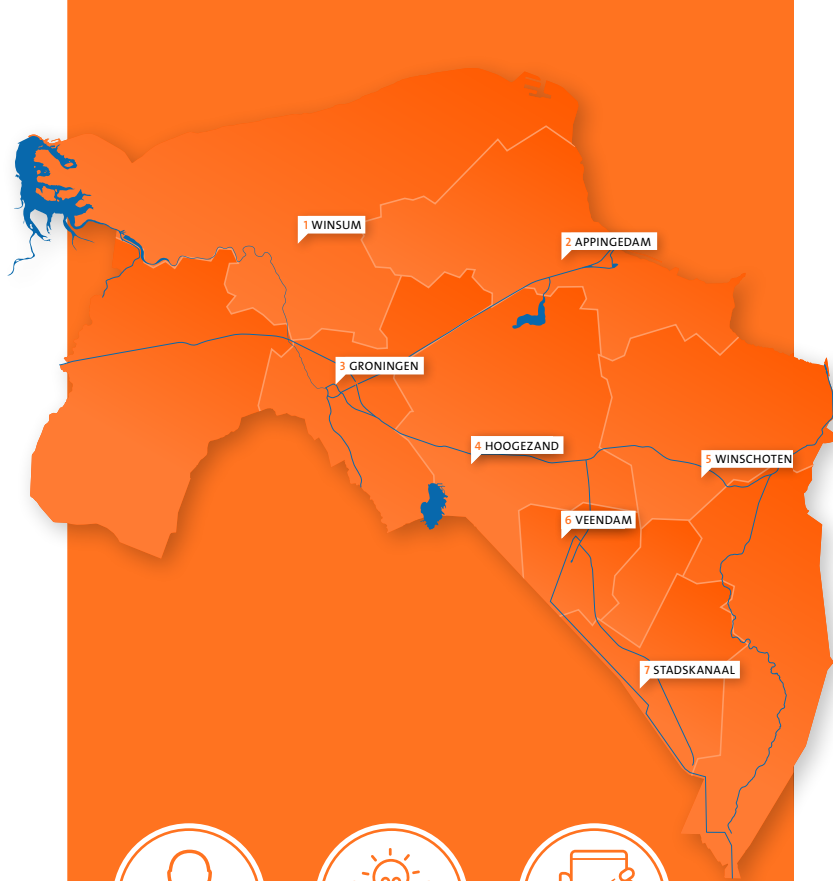 1 WINSUM
2 APPINGEDAM
3 GRONINGEN
4 HOOGEZAND
5 WINSCHOTEN
6 VEENDAM
7 STADSKANAAL